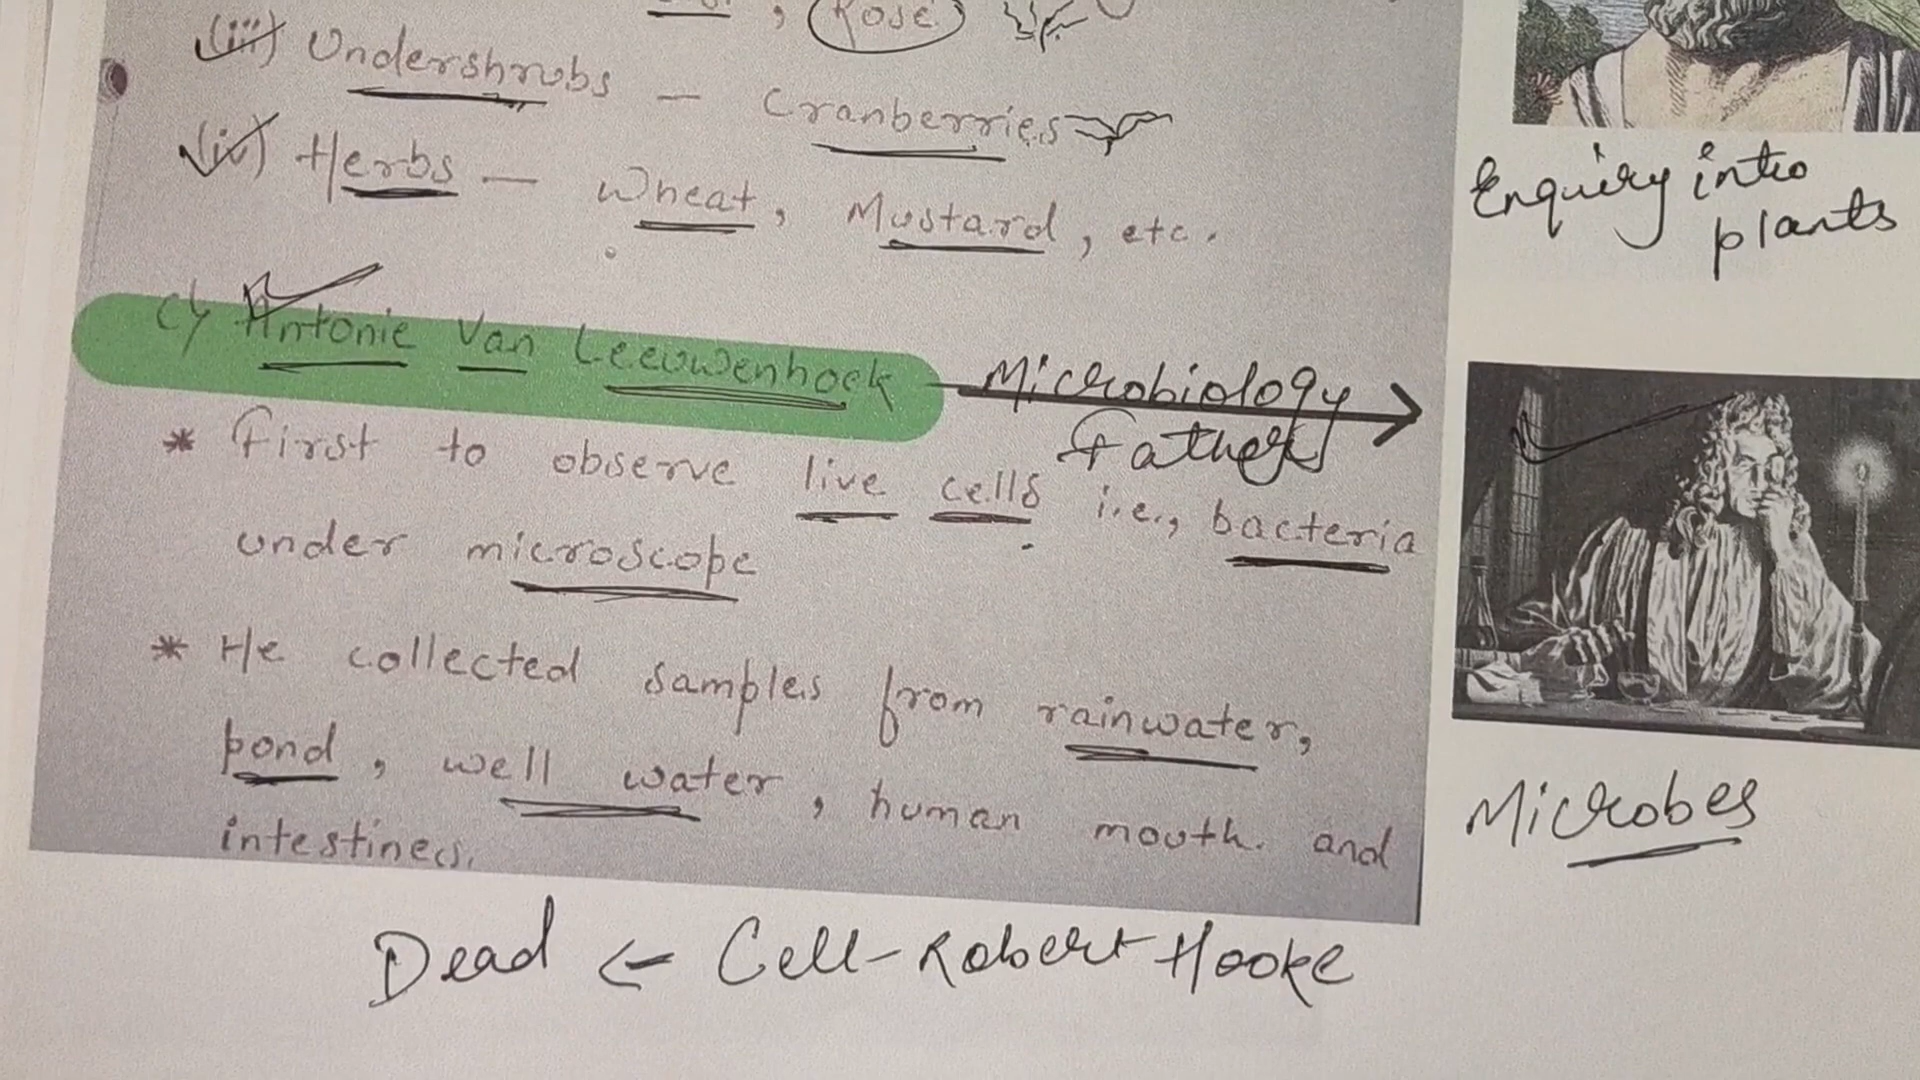 , Rose
(iii) Undershrubs - Cranberries
(iv) Herbs - Wheat, Mustard, etc.
Enquiry into
plants
c) Antonie Van Leeuwenhoek
Microbiology
Father
* First to observe live cells i.e., bacteria
under microscope
* He collected samples from rainwater,
pond, well water, human mouth and
intestines.
Microbes
Dead ← Cell-Robert Hooke